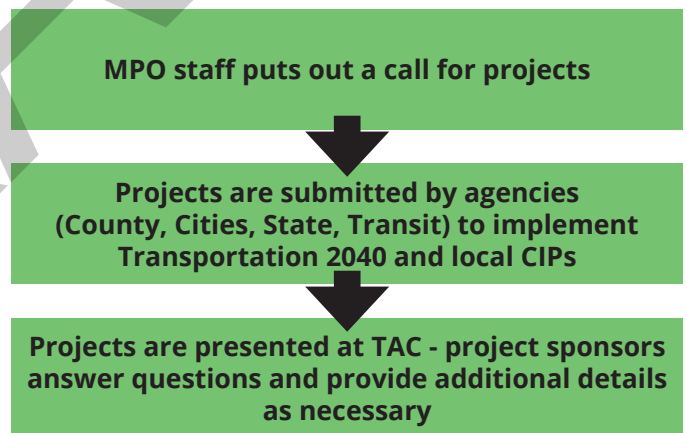 MPO staff puts out a call for projects
Projects are submitted by agencies
(County, Cities, State, Transit) to implement
Transportation 2040 and local CIPs
Projects are presented at TAC - project sponsors
answer questions and provide additional details
as necessary